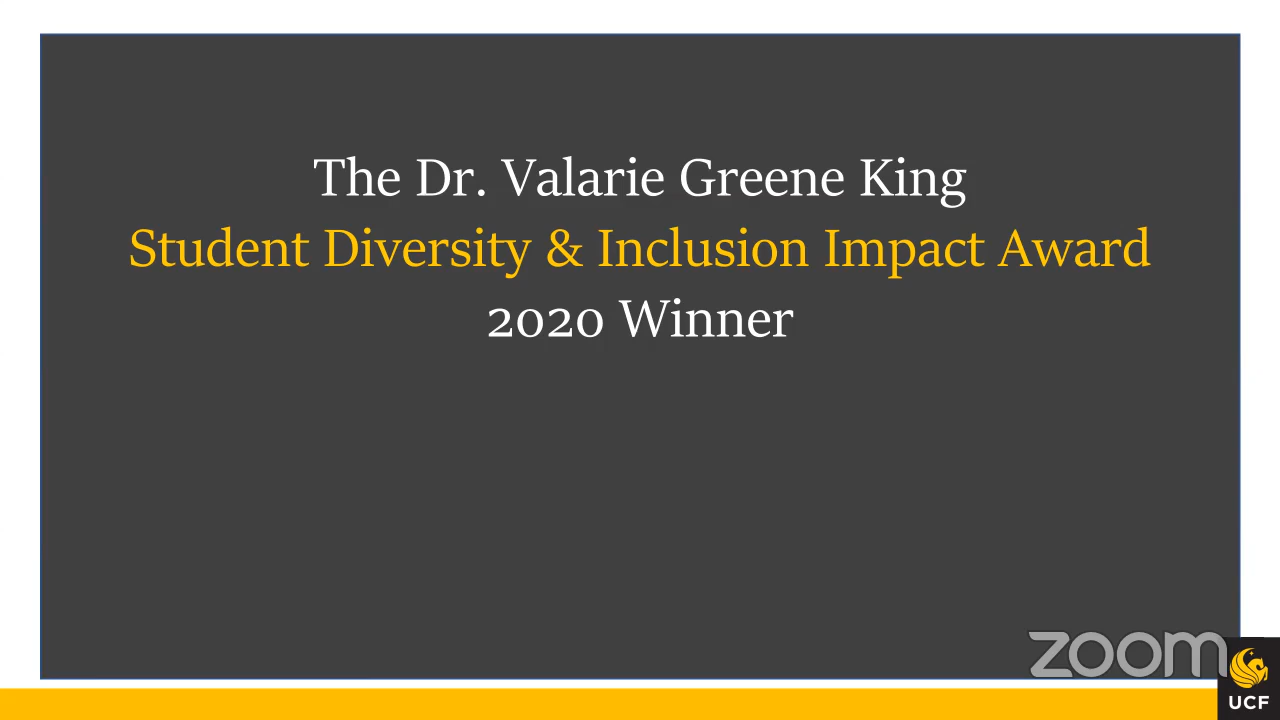 The Dr. Valarie Greene King
Student Diversity & Inclusion Impact Award
2020 Winner
zoom
UCF